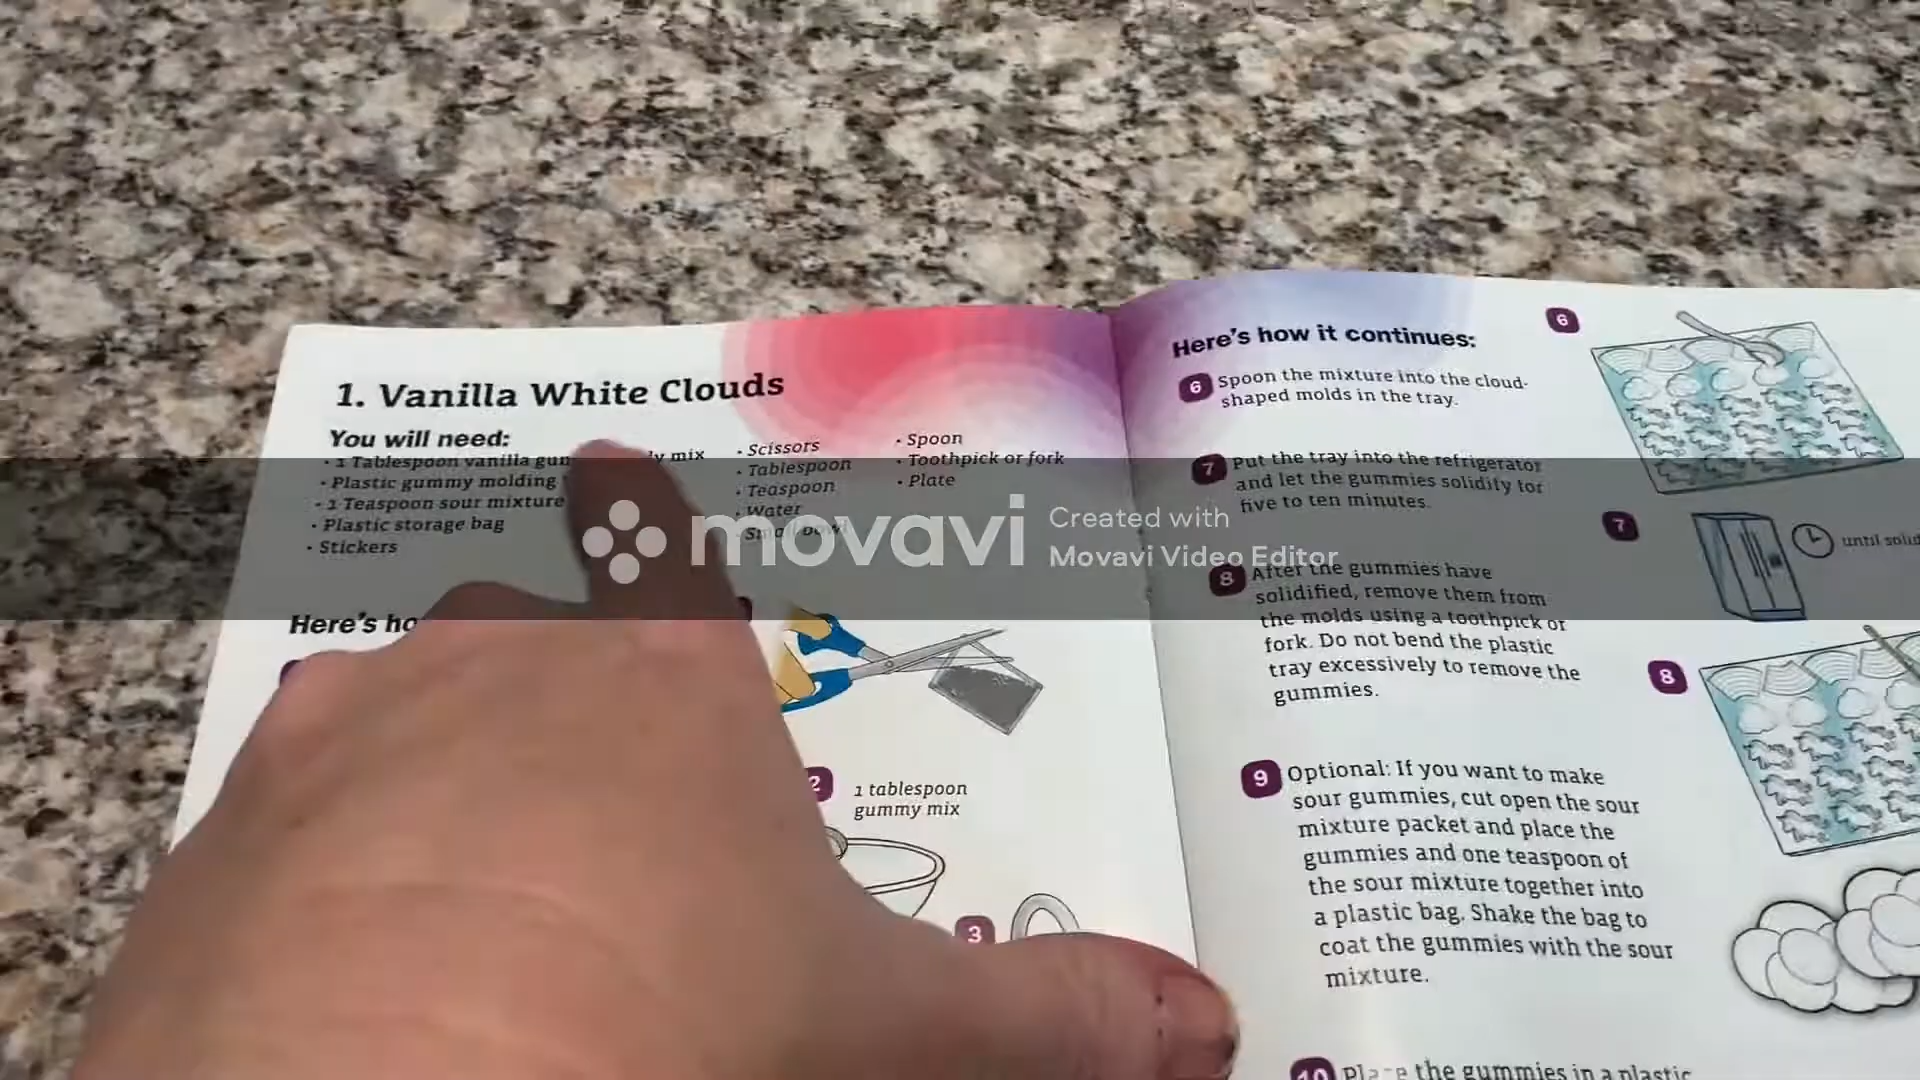 1. Vanilla White Clouds
You will need:
• 1 Tablespoon vanilla
mix
• Plastic gummy molding
• 1 Teaspoon sour mixture
• Plastic storage bag
• Stickers
• Scissors
• Tablespoon
• Teaspoon
• Water
• Small bowl
• Spoon
• Toothpick or fork
• Plate
Here's
2
1 tablespoon
gummy mix
3
Here's how it continues:
6 Spoon the mixture into the cloud-
shaped molds in the tray.
6
7 Put the tray into the refrigerator
and let the gummies solidify for
five to ten minutes.
7
until
8 After the gummies have
solidified, remove them from
the molds using a toothpick or
fork. Do not bend the plastic
tray excessively to remove the
gummies.
8
9 Optional: If you want to make
sour gummies, cut open the sour
mixture packet and place the
gummies and one teaspoon of
the sour mixture together into
a plastic bag. Shake the bag to
coat the gummies with the sour
mixture.
10 Place the gummies in a plastic
movavi
Created with
Movavi Video Editor